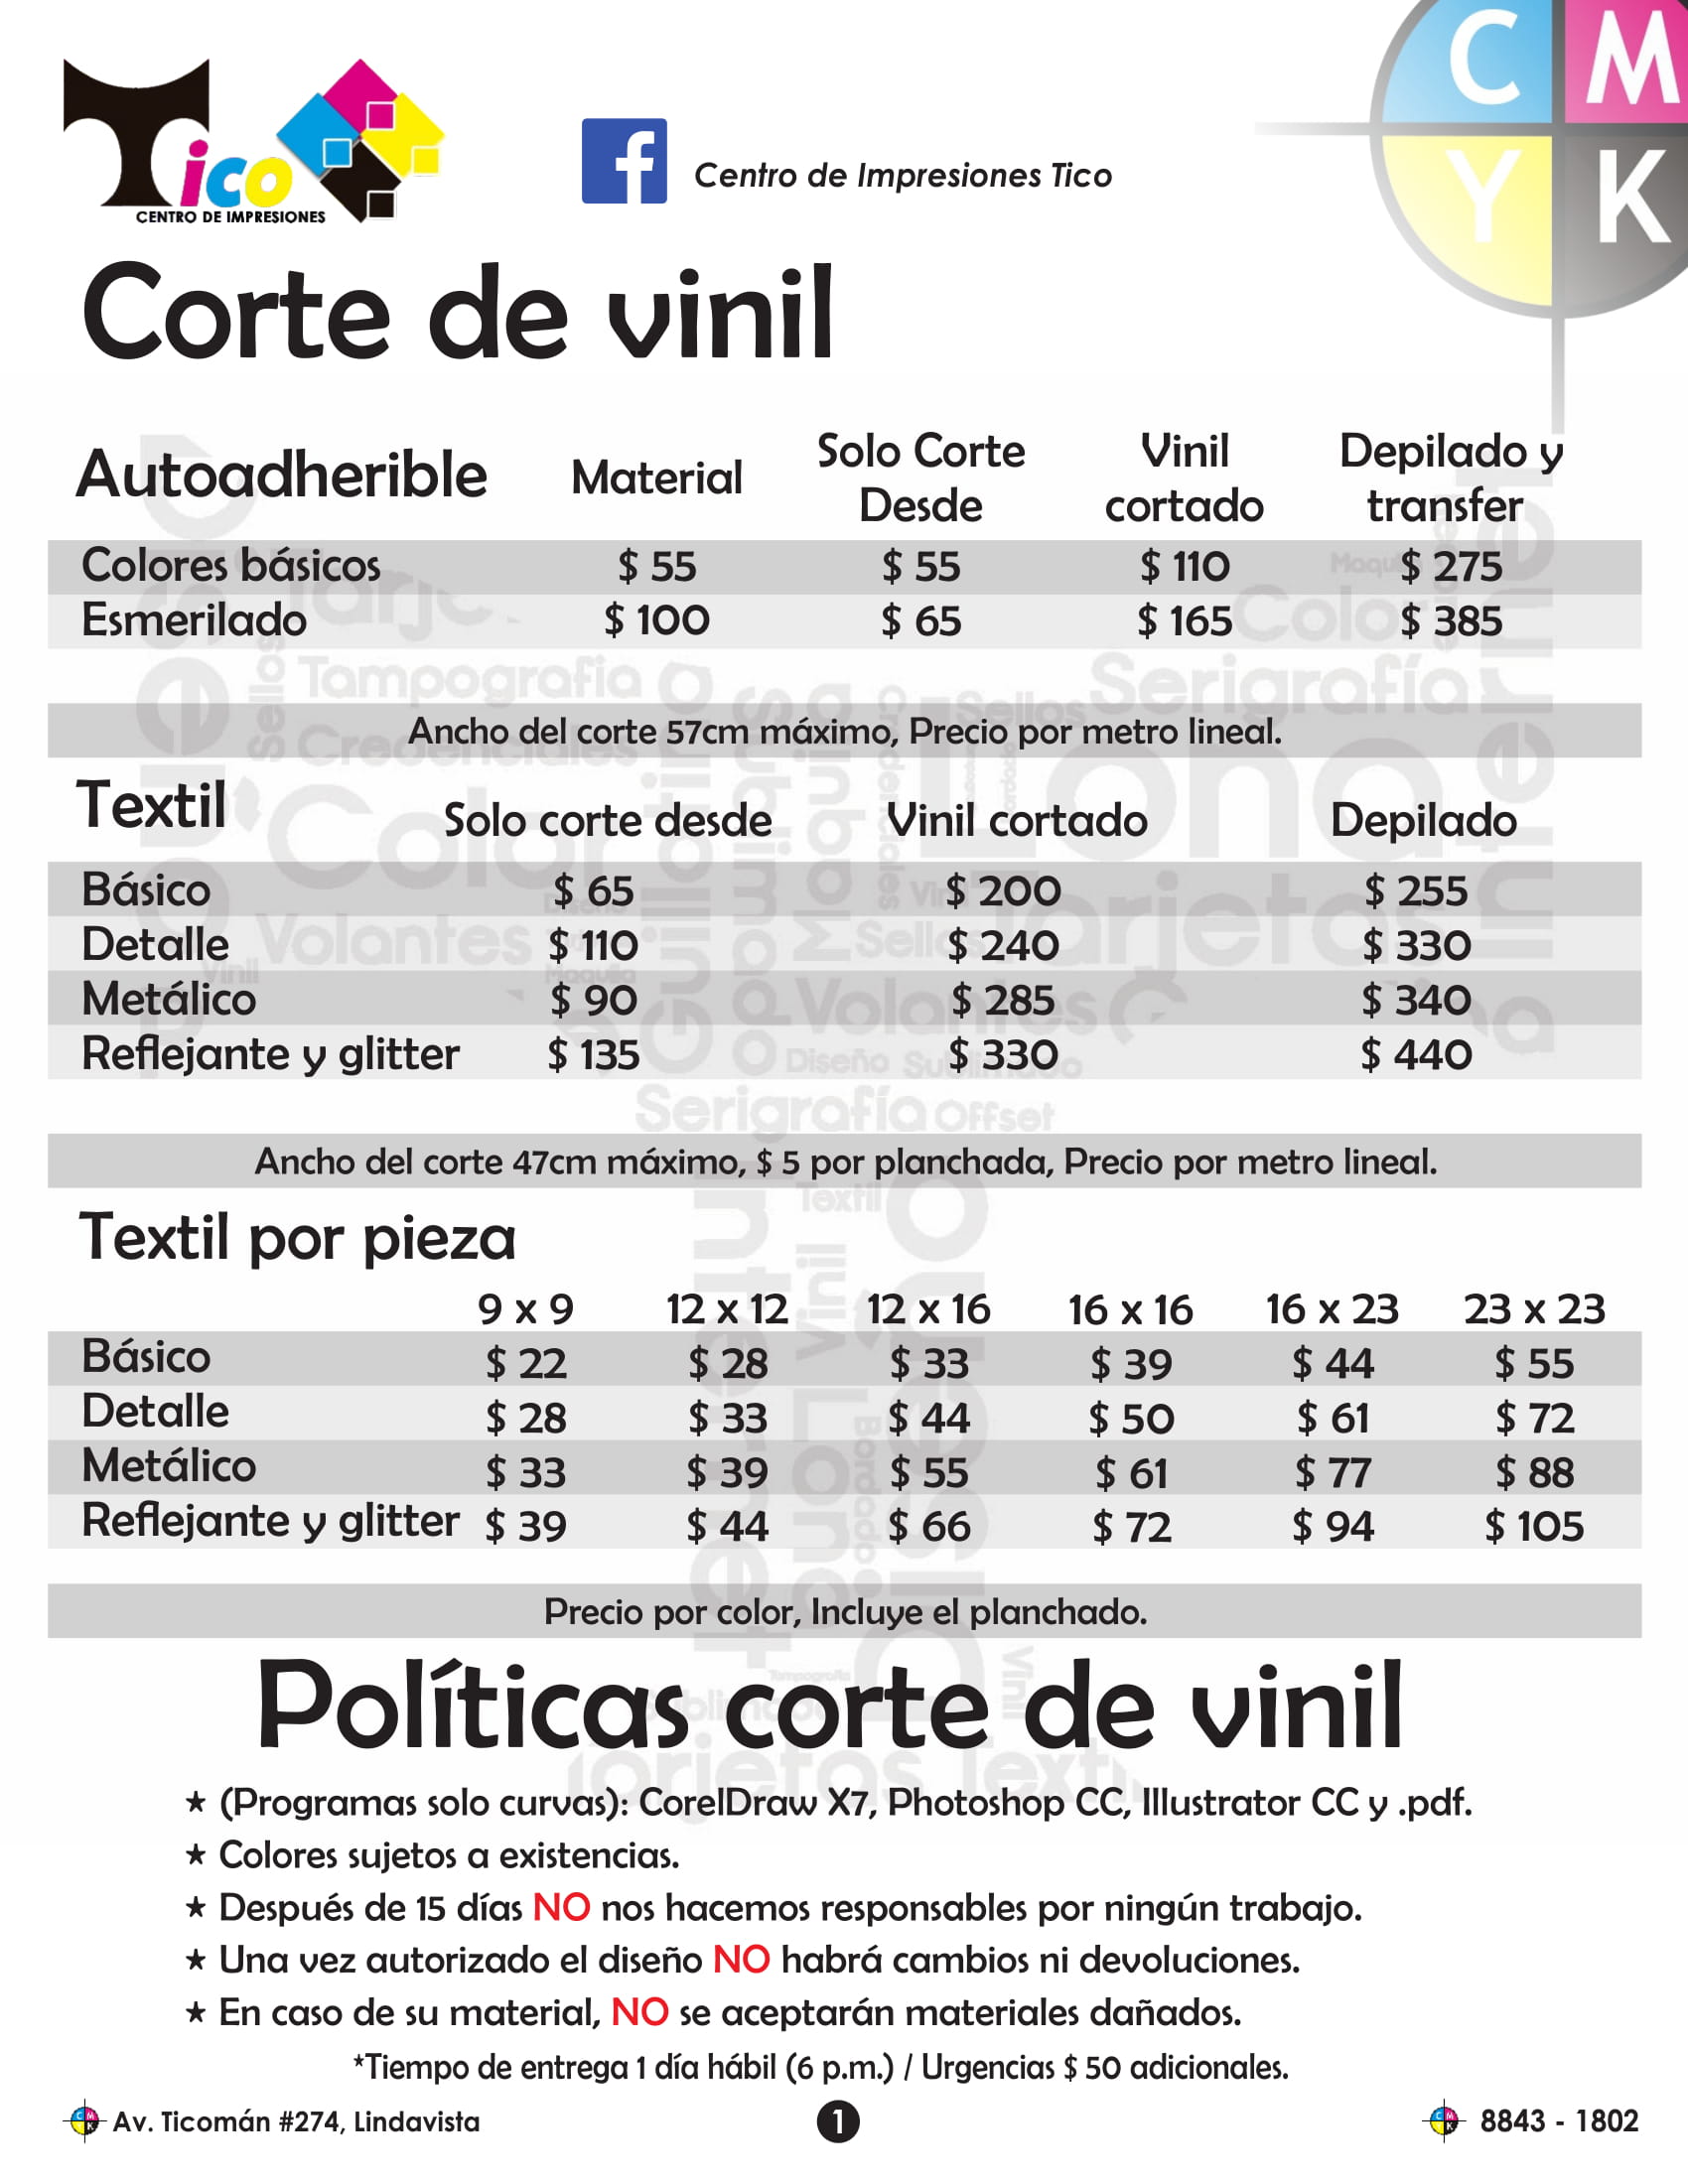 Tico
CENTRO DE IMPRESIONES
f
Centro de Impresiones Tico
C M
Y K
Corte de vinil
Autoadherible Material Solo Corte Desde Vinil cortado Depilado y transfer
Colores básicos $ 55 $ 55 $ 110 $ 275
Esmerilado $ 100 $ 65 $ 165 $ 385
Ancho del corte 57cm máximo, Precio por metro lineal.
Textil Solo corte desde Vinil cortado Depilado
Básico $ 65 $ 200 $ 255
Detalle $ 110 $ 240 $ 330
Metálico $ 90 $ 285 $ 340
Reflejante y glitter $ 135 $ 330 $ 440
Ancho del corte 47cm máximo, $ 5 por planchada, Precio por metro lineal.
Textil por pieza
9 x 9 12 x 12 12 x 16 16 x 16 16 x 23 23 x 23
Básico $ 22 $ 28 $ 33 $ 39 $ 44 $ 55
Detalle $ 28 $ 33 $ 44 $ 50 $ 61 $ 72
Metálico $ 33 $ 39 $ 55 $ 61 $ 77 $ 88
Reflejante y glitter $ 39 $ 44 $ 66 $ 72 $ 94 $ 105
Precio por color, Incluye el planchado.
Políticas corte de vinil
★ (Programas solo curvas): CorelDraw X7, Photoshop CC, Illustrator CC y .pdf.
★ Colores sujetos a existencias.
★ Después de 15 días NO nos hacemos responsables por ningún trabajo.
★ Una vez autorizado el diseño NO habrá cambios ni devoluciones.
★ En caso de su material, NO se aceptarán materiales dañados.
*Tiempo de entrega 1 día hábil (6 p.m.) / Urgencias $ 50 adicionales.
Av. Ticomán #274, Lindavista 1 8843 - 1802